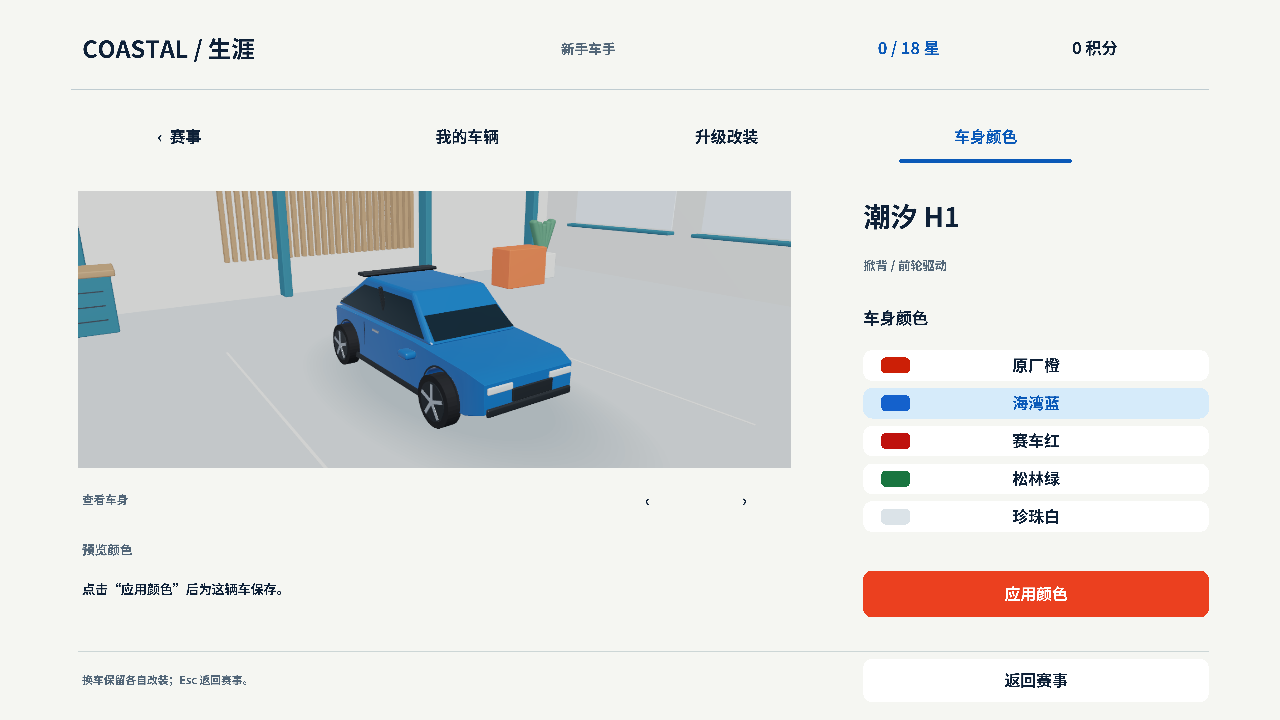 COASTAL / 生涯
新手车手
0 / 18 星
0 积分
‹ 赛事
我的车辆
升级改装
车身颜色
潮汐 H1
掀背 / 前轮驱动
车身颜色
原厂橙
海湾蓝
赛车红
松林绿
珍珠白
查看车身
‹
›
预览颜色
点击“应用颜色”后为这辆车保存。
应用颜色
换车保留各自改装；Esc 返回赛事。
返回赛事